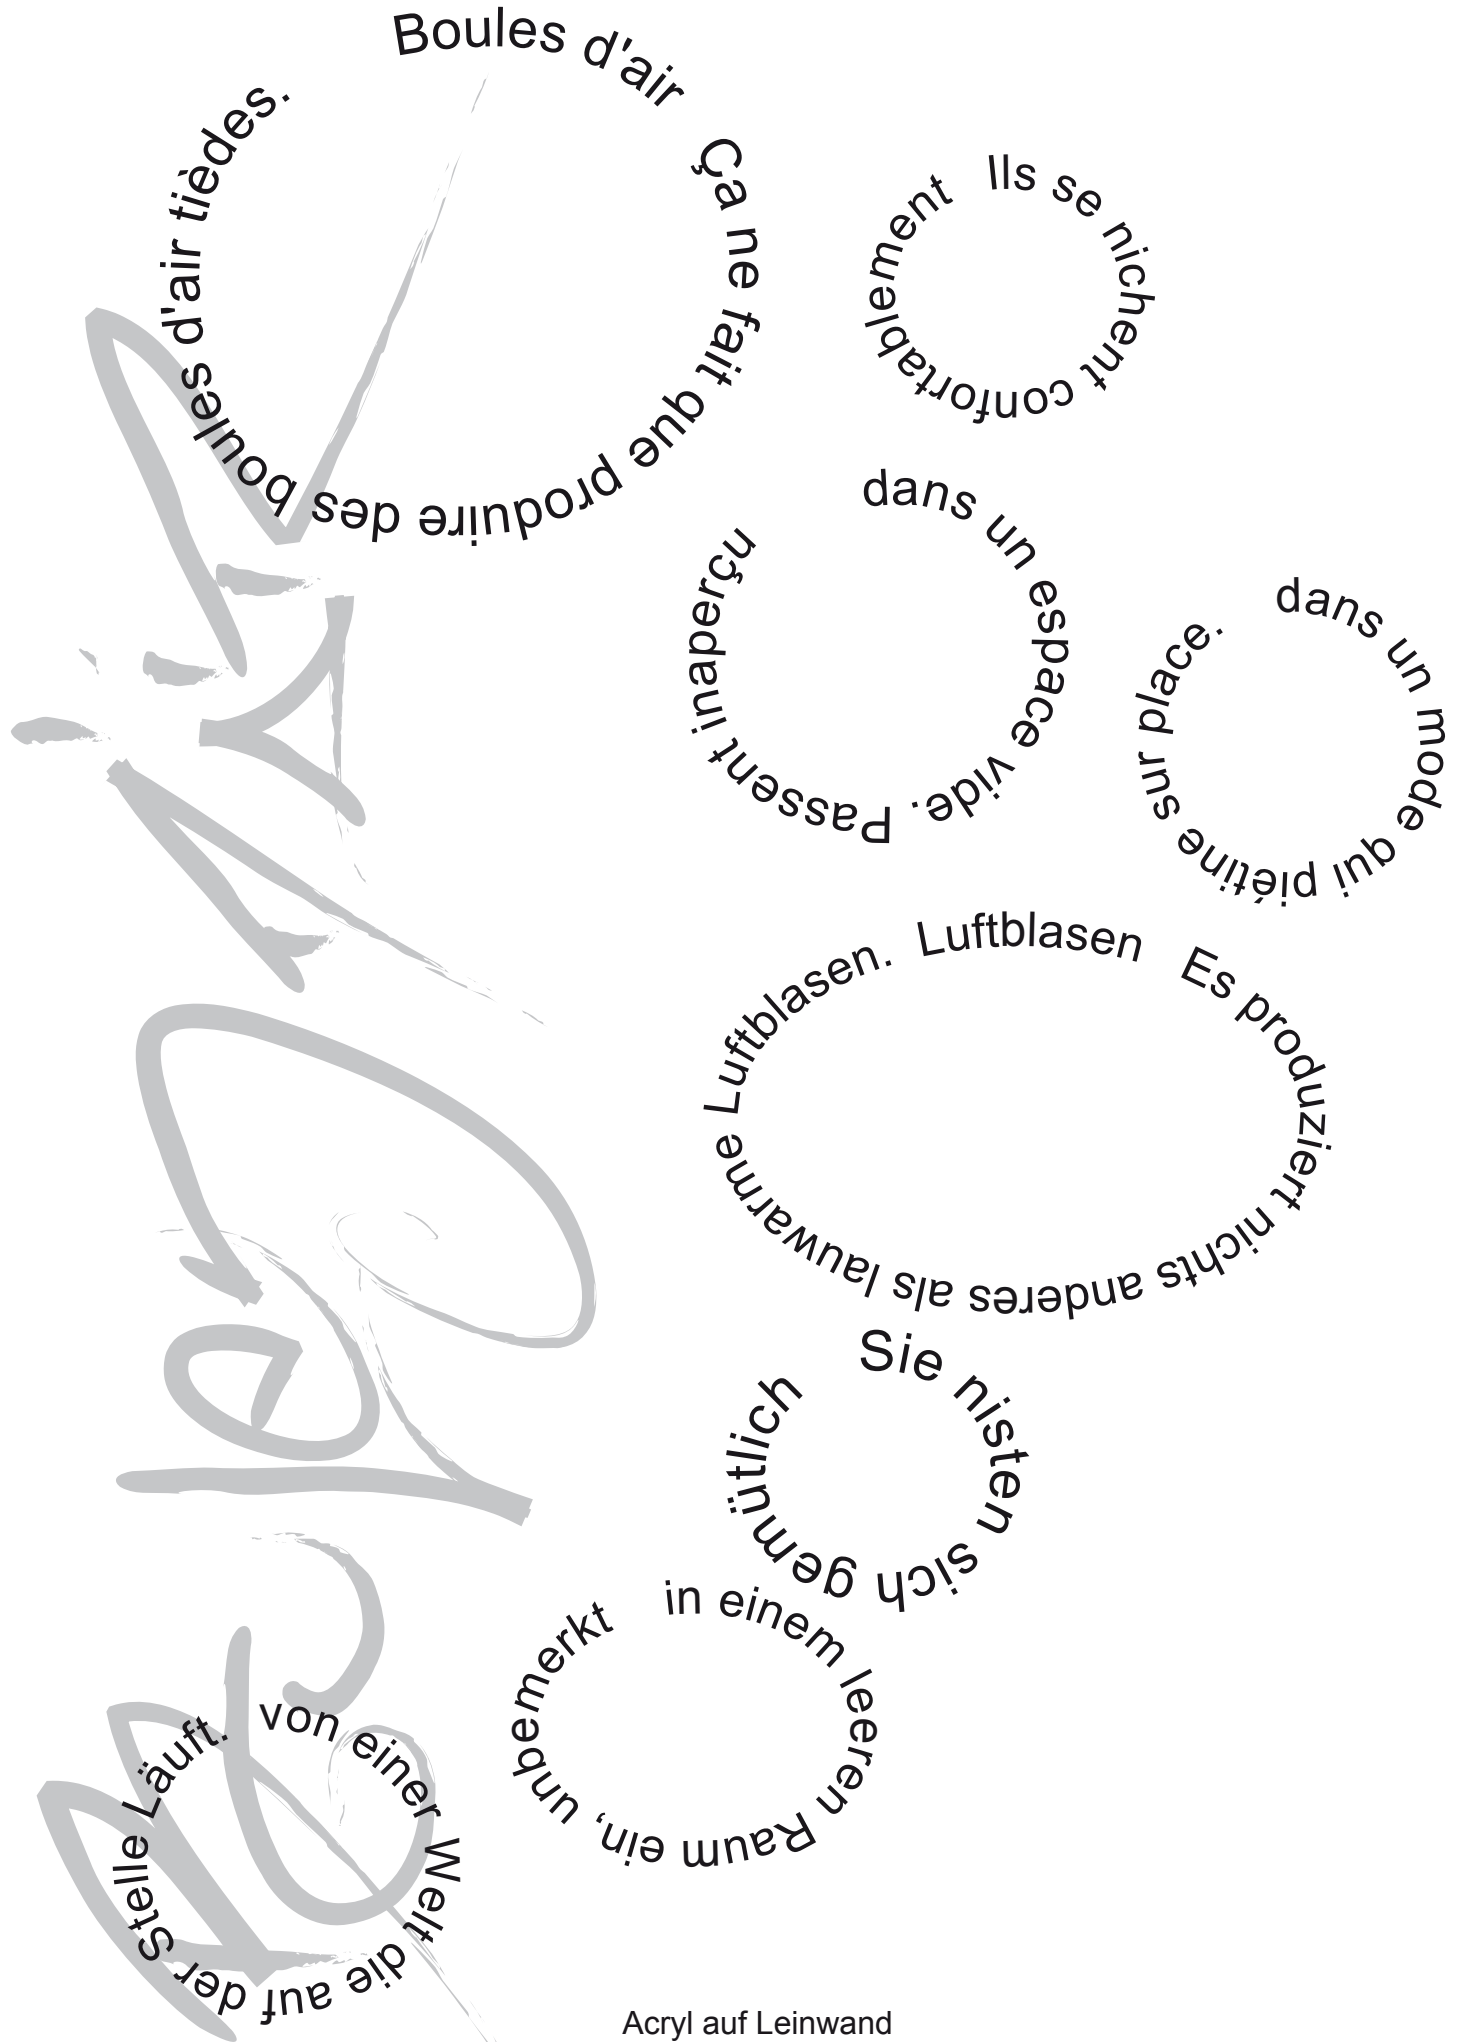 Boules d'air Ça ne fait que produire des boules d'air tièdes.
Ils se nichent confortablement
dans un espace vide. Passent inaperçu
dans un mode qui piétine sur place.
Luftblasen Es produziert nichts anderes als lauwarme Luftblasen.
Sie nisten sich gemütlich
in einem leeren Raum ein, unbemerkt
von einer Welt die auf der Stelle Läuft.
Acryl auf Leinwand